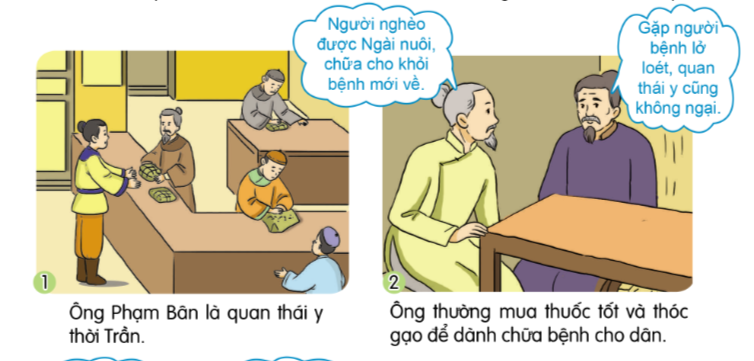 Người nghèo
được Ngài nuôi,
chữa cho khỏi
bệnh mới về.
Gặp người
bệnh lở
loét, quan
thái y cũng
không ngại.
1
Ông Phạm Bân là quan thái y
thời Trần.
2
Ông thường mua thuốc tốt và thóc
gạo để dành chữa bệnh cho dân.